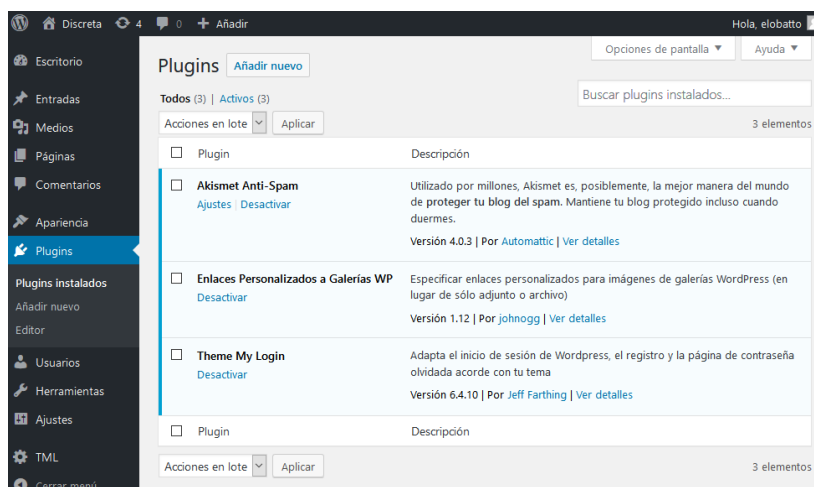 Discreta 4 0 Añadir Hola, elobatto
Opciones de pantalla Ayuda
Escritorio
Entradas
Medios
Páginas
Comentarios
Apariencia
Plugins
Plugins instalados
Añadir nuevo
Editor
Usuarios
Herramientas
Ajustes
TML
Cerrar menú
Plugins Añadir nuevo
Todos (3) | Activos (3)
Buscar plugins instalados...
Acciones en lote Aplicar
3 elementos
Plugin Descripción
Akismet Anti-Spam
Ajustes | Desactivar
Utilizado por millones, Akismet es, posiblemente, la mejor manera del mundo
de proteger tu blog del spam. Mantiene tu blog protegido incluso cuando
duermes.
Versión 4.0.3 | Por Automattic | Ver detalles
Enlaces Personalizados a Galerías WP
Desactivar
Especificar enlaces personalizados para imágenes de galerías WordPress (en
lugar de sólo adjunto o archivo)
Versión 1.12 | Por johnogg | Ver detalles
Theme My Login
Desactivar
Adapta el inicio de sesión de Wordpress, el registro y la página de contraseña
olvidada acorde con tu tema
Versión 6.4.10 | Por Jeff Farthing | Ver detalles
Plugin Descripción
Acciones en lote Aplicar
3 elementos